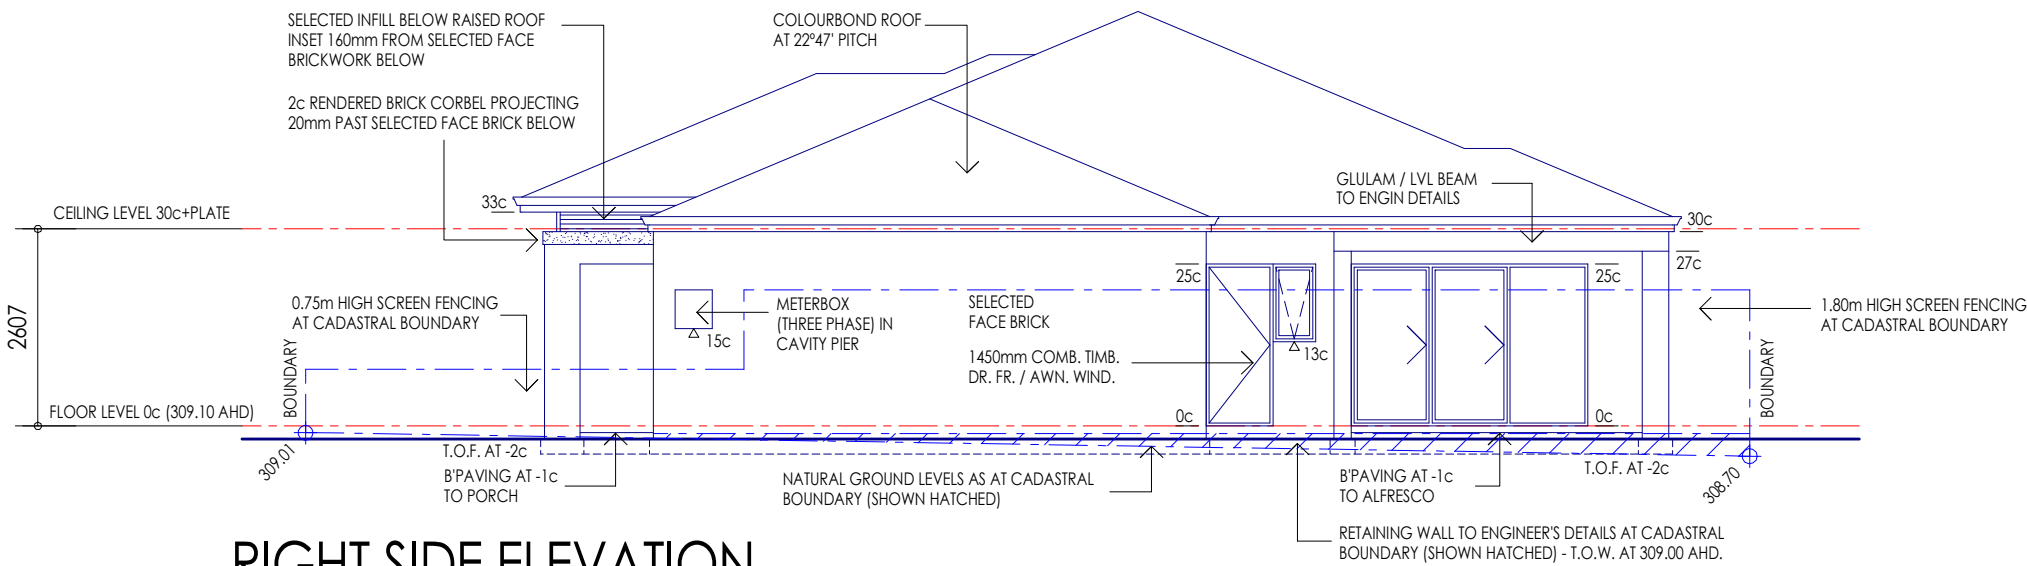 SELECTED INFILL BELOW RAISED ROOF
INSET 160mm FROM SELECTED FACE
BRICKWORK BELOW
2c RENDERED BRICK CORBEL PROJECTING
20mm PAST SELECTED FACE BRICK BELOW
COLOURBOND ROOF
AT 22°47' PITCH
GLULAM / LVL BEAM
TO ENGIN DETAILS
33c
30c
CEILING LEVEL 30c+PLATE
27c
25c
25c
2607
0.75m HIGH SCREEN FENCING
AT CADASTRAL BOUNDARY
METERBOX
(THREE PHASE) IN
CAVITY PIER
15c
SELECTED
FACE BRICK
1450mm COMB. TIMB.
DR. FR. / AWN. WIND.
13c
1.80m HIGH SCREEN FENCING
AT CADASTRAL BOUNDARY
BOUNDARY
BOUNDARY
FLOOR LEVEL 0c (309.10 AHD)
0c
0c
309.01
T.O.F. AT -2c
B'PAVING AT -1c
TO PORCH
NATURAL GROUND LEVELS AS AT CADASTRAL
BOUNDARY (SHOWN HATCHED)
B'PAVING AT -1c
TO ALFRESCO
T.O.F. AT -2c
308.70
RETAINING WALL TO ENGINEER'S DETAILS AT CADASTRAL
BOUNDARY (SHOWN HATCHED) - T.O.W. AT 309.00 AHD.
RIGHT SIDE ELEVATION